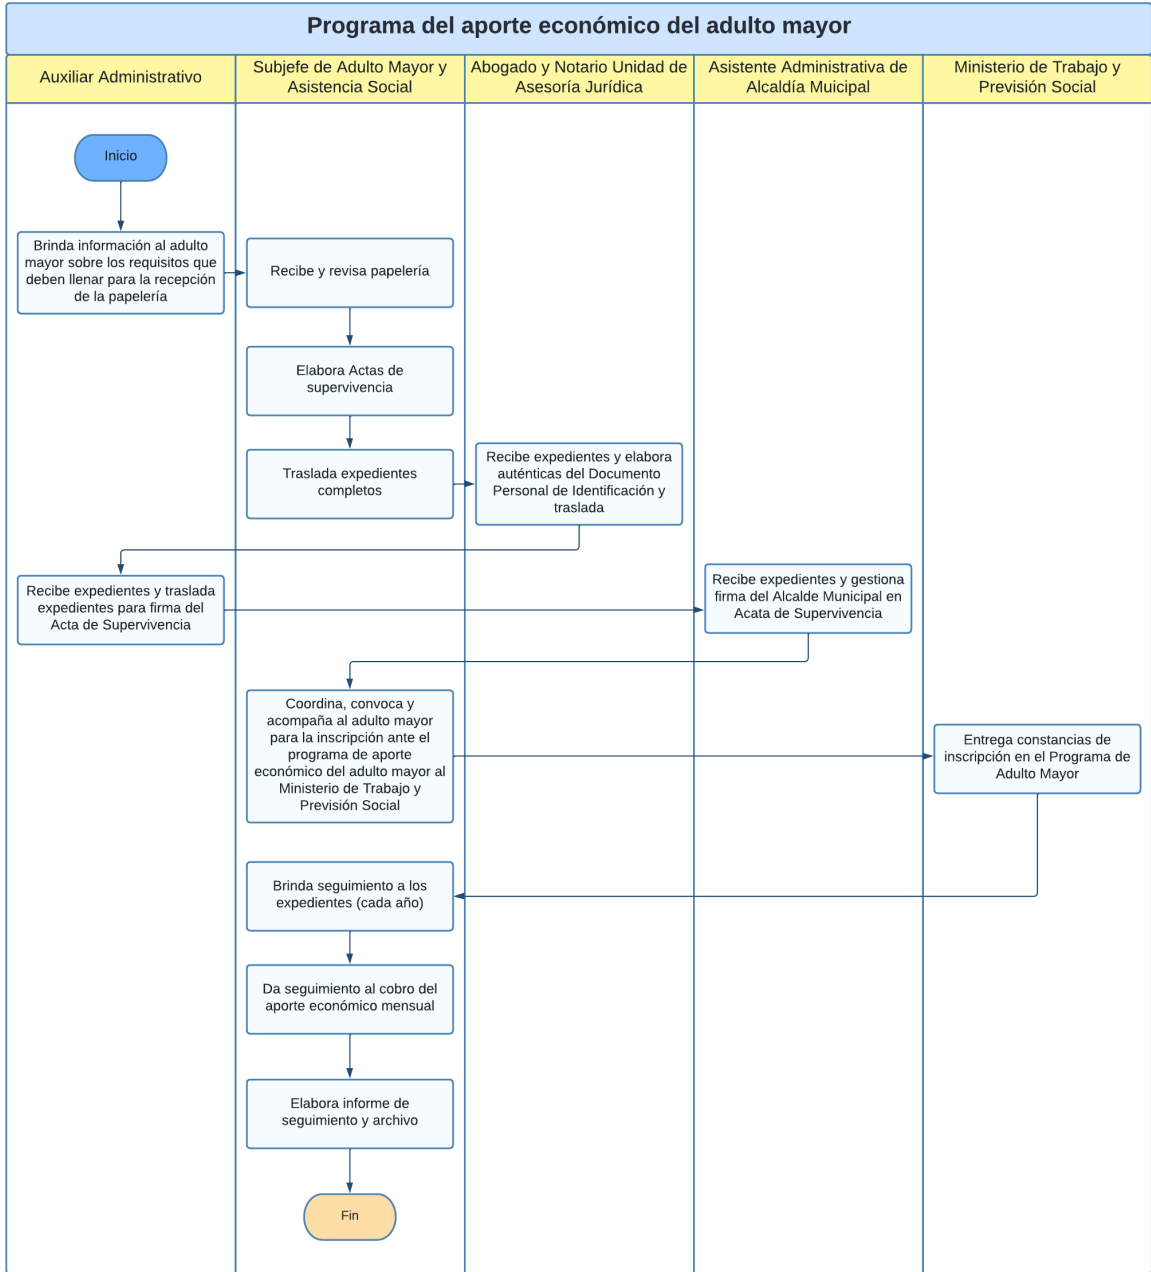 Programa del aporte económico del adulto mayor
Auxiliar Administrativo
Subjefe de Adulto Mayor y
Asistencia Social
Abogado y Notario Unidad de
Asesoría Jurídica
Asistente Administrativa de
Alcaldía Muicipal
Ministerio de Trabajo y
Previsión Social
Inicio
Brinda información al adulto
mayor sobre los requisitos que
deben llenar para la recepción
de la papelería
Recibe y revisa papelería
Elabora Actas de
supervivencia
Traslada expedientes
completos
Recibe expedientes y elabora
auténticas del Documento
Personal de Identificación y
traslada
Recibe expedientes y traslada
expedientes para firma del
Acta de Supervivencia
Recibe expedientes y gestiona
firma del Alcalde Municipal en
Acata de Supervivencia
Coordina, convoca y
acompaña al adulto mayor
para la inscripción ante el
programa de aporte
económico del adulto mayor al
Ministerio de Trabajo y
Previsión Social
Entrega constancias de
inscripción en el Programa de
Adulto Mayor
Brinda seguimiento a los
expedientes (cada año)
Da seguimiento al cobro del
aporte económico mensual
Elabora informe de
seguimiento y archivo
Fin